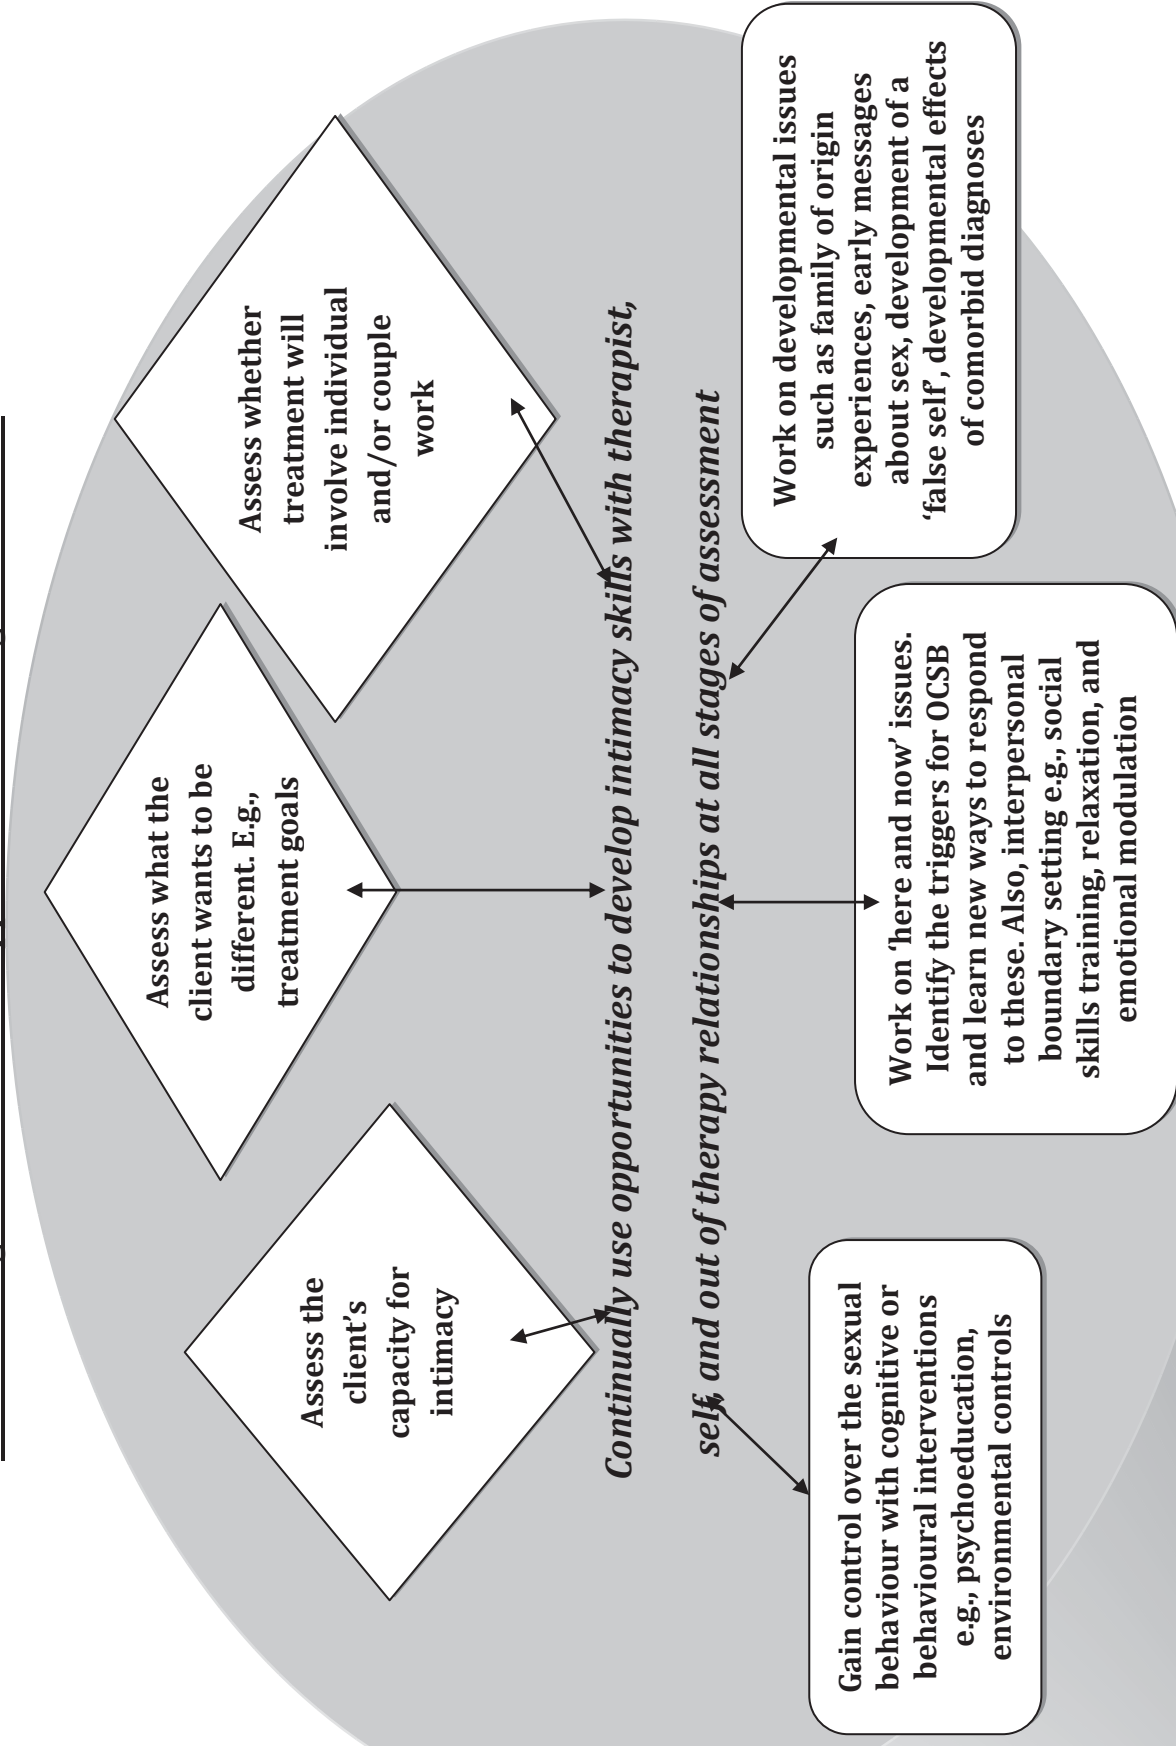 Assess the
client's
capacity for
intimacy
Assess what the
client wants to be
different. E.g.,
treatment goals
Assess whether
treatment will
involve individual
and/or couple
work
Continually use opportunities to develop intimacy skills with therapist,
self, and out of therapy relationships at all stages of assessment
Gain control over the sexual
behaviour with cognitive or
behavioural interventions
e.g., psychoeducation,
environmental controls
Work on 'here and now' issues.
Identify the triggers for OCSB
and learn new ways to respond
to these. Also, interpersonal
boundary setting e.g., social
skills training, relaxation, and
emotional modulation
Work on developmental issues
such as family of origin
experiences, early messages
about sex, development of a
'false self', developmental effects
of comorbid diagnoses